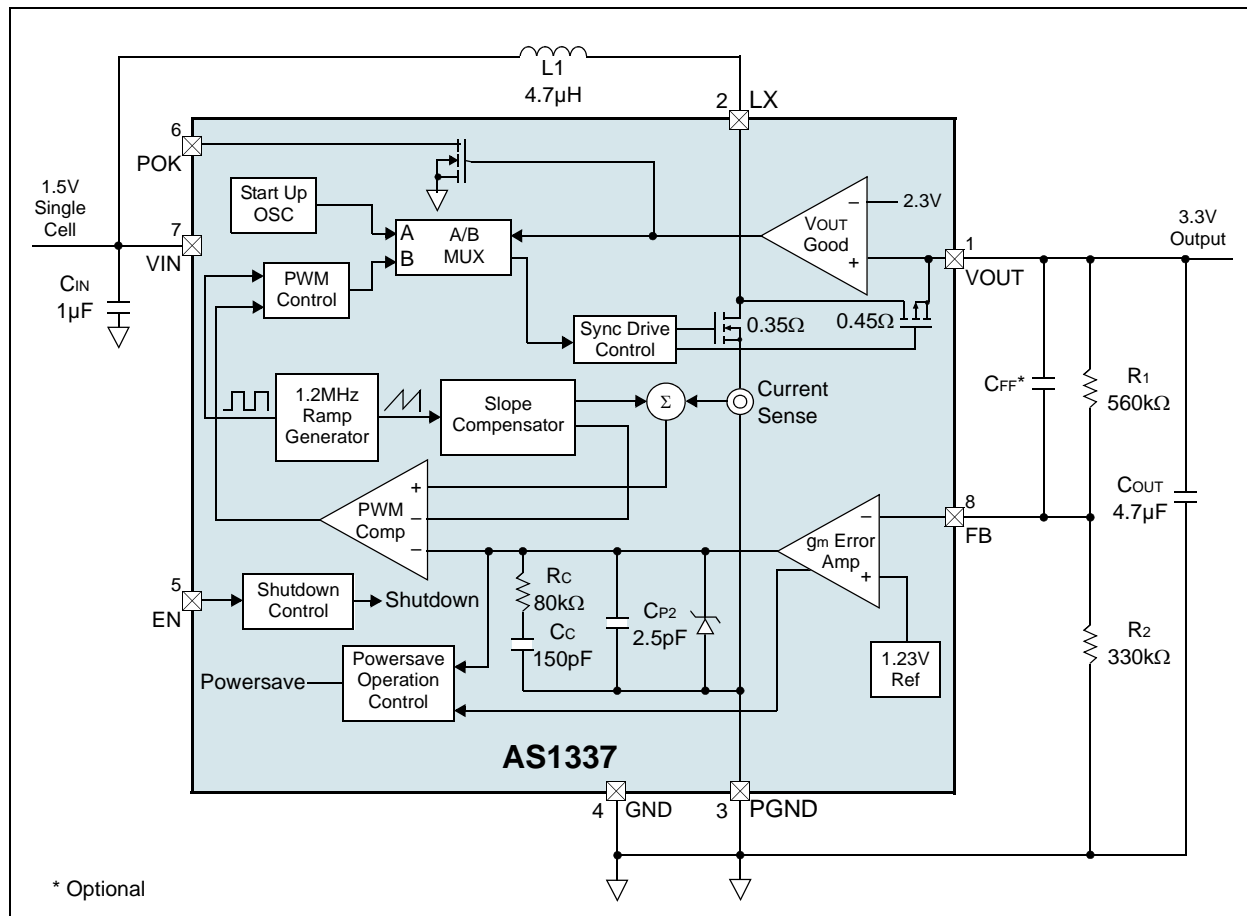 L1
4.7µH
2 LX
6
POK
1.5V
Single
Cell
7
VIN
CIN
1µF
Start Up
OSC
A
B
A/B
MUX
PWM
Control
VOUT
Good
−
+
2.3V
1
VOUT
3.3V
Output
Sync Drive
Control
0.35Ω
0.45Ω
1.2MHz
Ramp
Generator
Slope
Compensator
Σ
Current
Sense
CFF*
R1
560kΩ
COUT
4.7µF
PWM
Comp
+
−
−
gm Error
Amp
−
+
8
FB
5
EN
Shutdown
Control
Shutdown
RC
80kΩ
CC
150pF
CP2
2.5pF
1.23V
Ref
R2
330kΩ
Powersave
Powersave
Operation
Control
AS1337
4 GND
3 PGND
* Optional